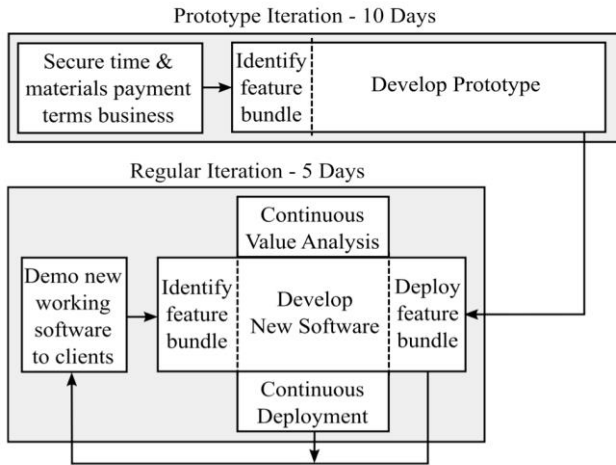 Prototype Iteration - 10 Days
Secure time &
materials payment
terms business
Identify
feature
bundle
Develop Prototype
Regular Iteration - 5 Days
Continuous
Value Analysis
Demo new
working
software
to clients
Identify
feature
bundle
Develop
New Software
Deploy
feature
bundle
Continuous
Deployment